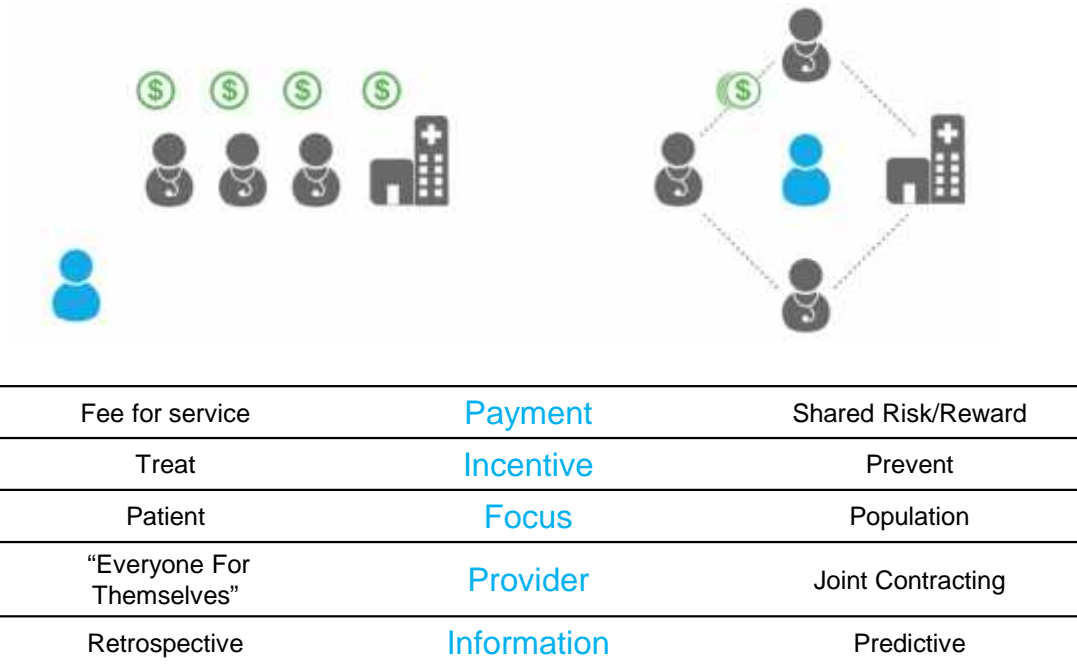 $ $ $ $ $
Fee for service Payment Shared Risk/Reward
Treat Incentive Prevent
Patient Focus Population
“Everyone For
Themselves” Provider Joint Contracting
Retrospective Information Predictive